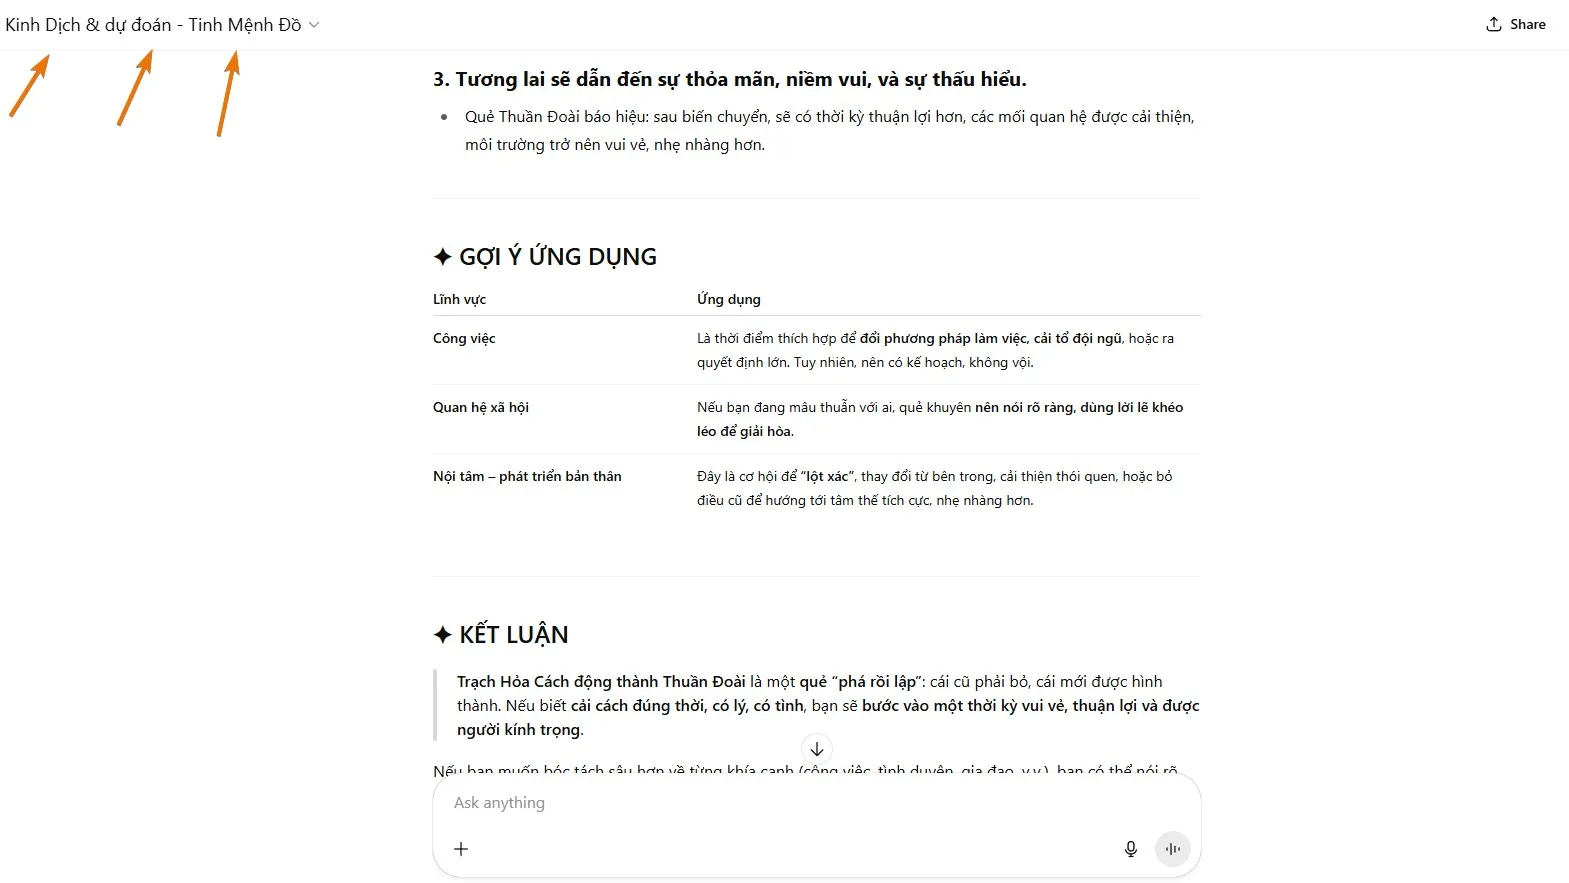 Kinh Dịch & dự đoán - Tinh Mệnh Đồ
Share
3. Tương lai sẽ dẫn đến sự thỏa mãn, niềm vui, và sự thấu hiểu.
• Quẻ Thuần Đoài báo hiệu: sau biến chuyển, sẽ có thời kỳ thuận lợi hơn, các mối quan hệ được cải thiện,
môi trường trở nên vui vẻ, nhẹ nhàng hơn.
✦ GỢI Ý ỨNG DỤNG
Lĩnh vực
Ứng dụng
Công việc
Là thời điểm thích hợp để đổi phương pháp làm việc, cải tổ đội ngũ, hoặc ra
quyết định lớn. Tuy nhiên, nên có kế hoạch, không vội.
Quan hệ xã hội
Nếu bạn đang mâu thuẫn với ai, quẻ khuyên nên nói rõ ràng, dùng lời lẽ khéo
léo để giải hòa.
Nội tâm – phát triển bản thân
Đây là cơ hội để “lột xác”, thay đổi từ bên trong, cải thiện thói quen, hoặc bỏ
điều cũ để hướng tới tâm thế tích cực, nhẹ nhàng hơn.
✦ KẾT LUẬN
Trạch Hỏa Cách động thành Thuần Đoài là một quẻ “phá rồi lập”: cái cũ phải bỏ, cái mới được hình
thành. Nếu biết cải cách đúng thời, có lý, có tình, bạn sẽ bước vào một thời kỳ vui vẻ, thuận lợi và được
người kính trọng.
Nếu bạn muốn bóc tách sâu hơn về từng khía cạnh (công việc, tình duyên, gia đạo, v.v.), bạn có thể nói rõ
Ask anything